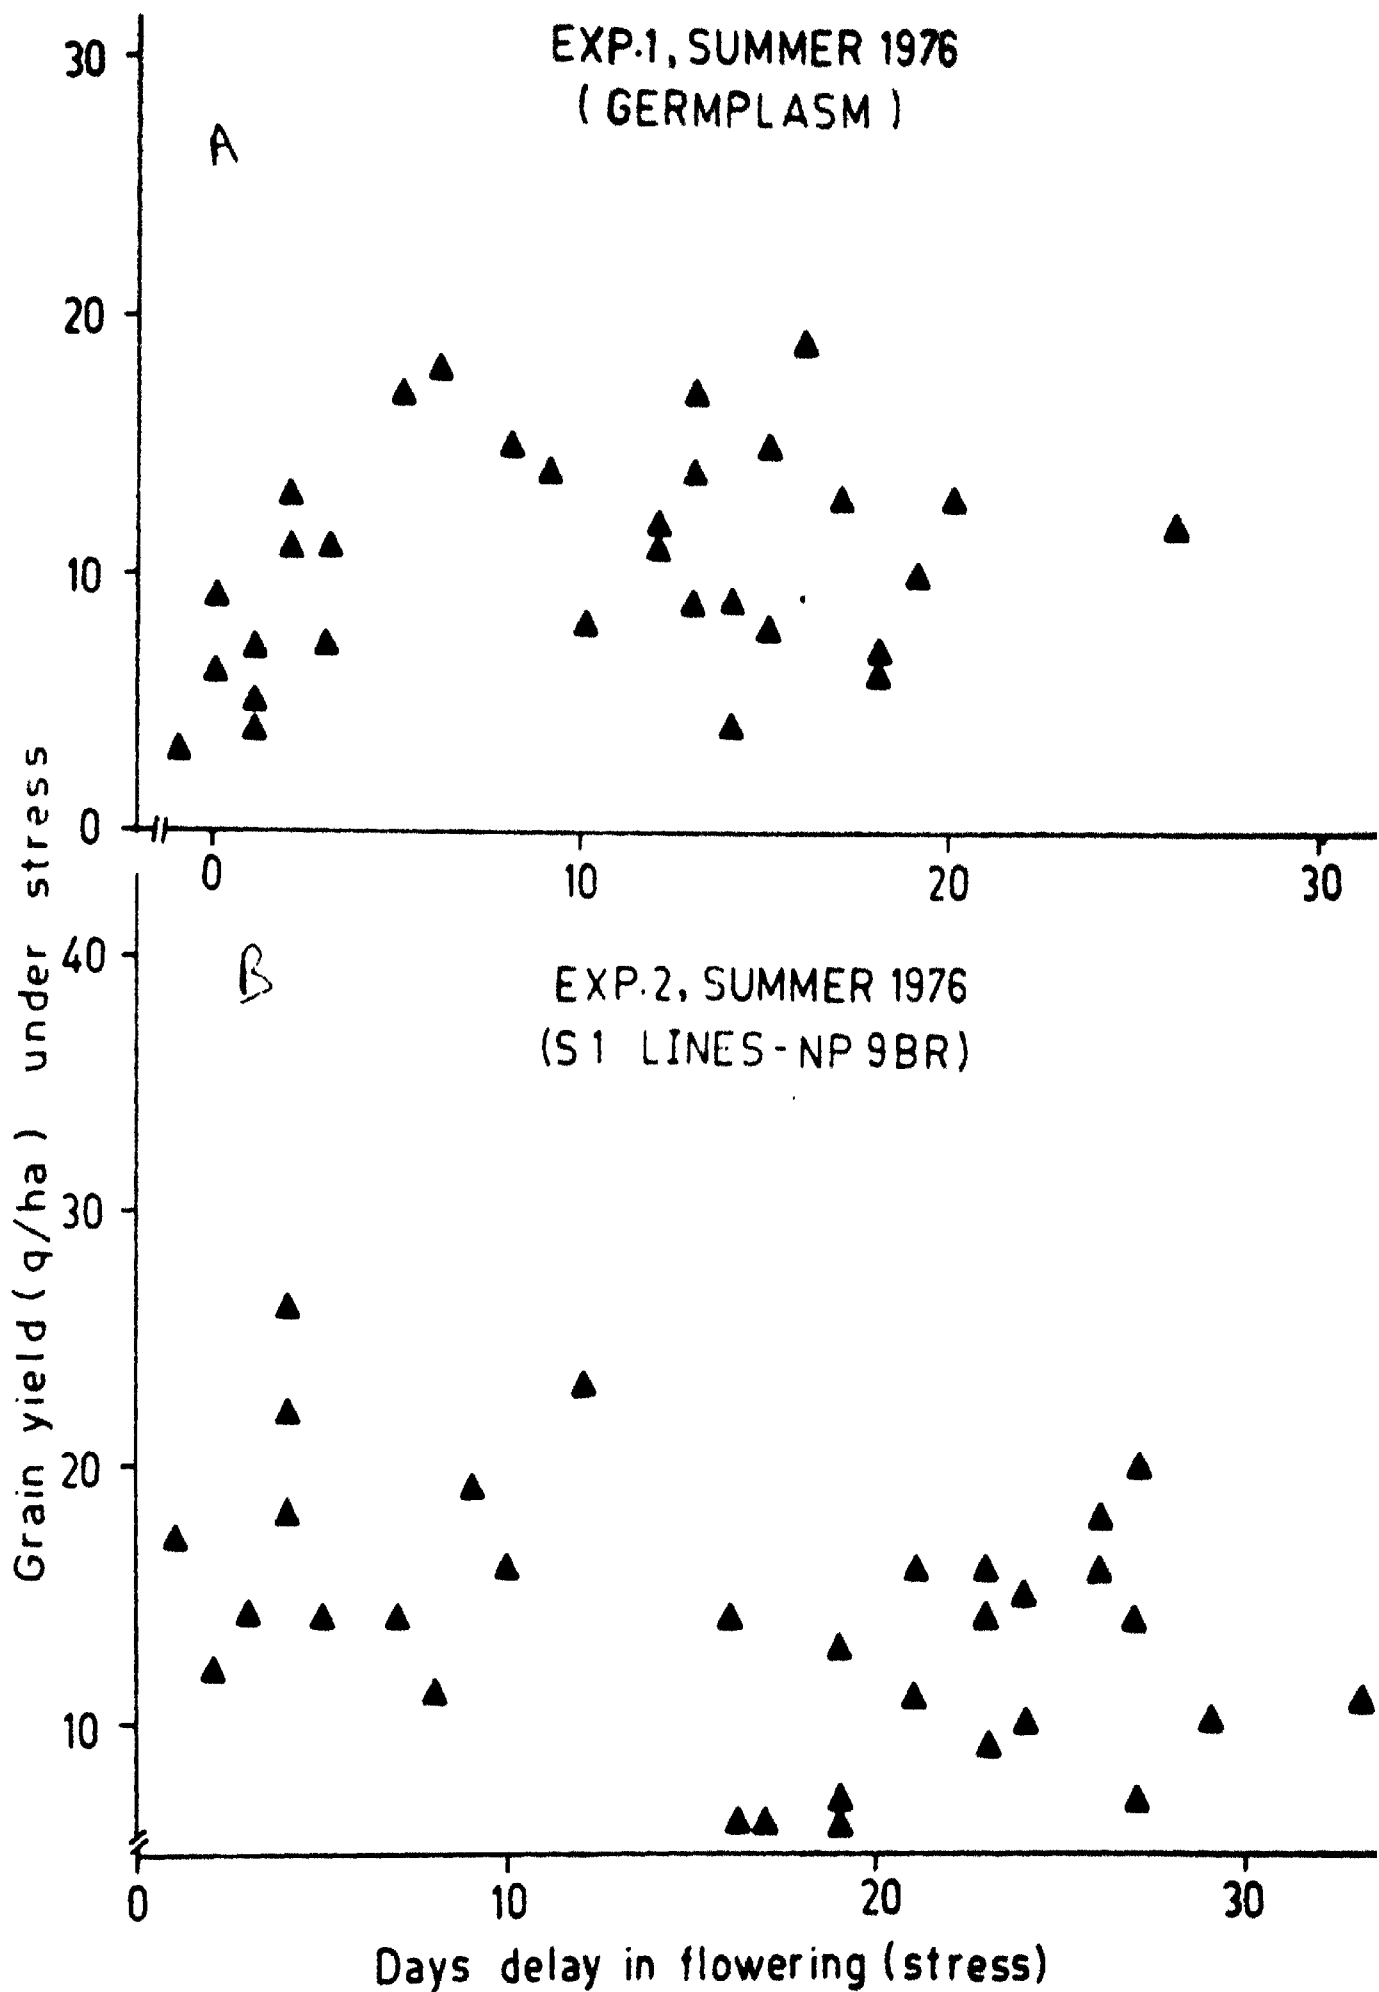 EXP.1, SUMMER 1976
( GERMPLASM )
A
30
20
10
0
0 10 20 30
B
EXP.2, SUMMER 1976
(S1 LINES-NP 9BR)
40
30
20
10
0 10 20 30
Grain yield (q/ha) under stress
Days delay in flowering (stress)